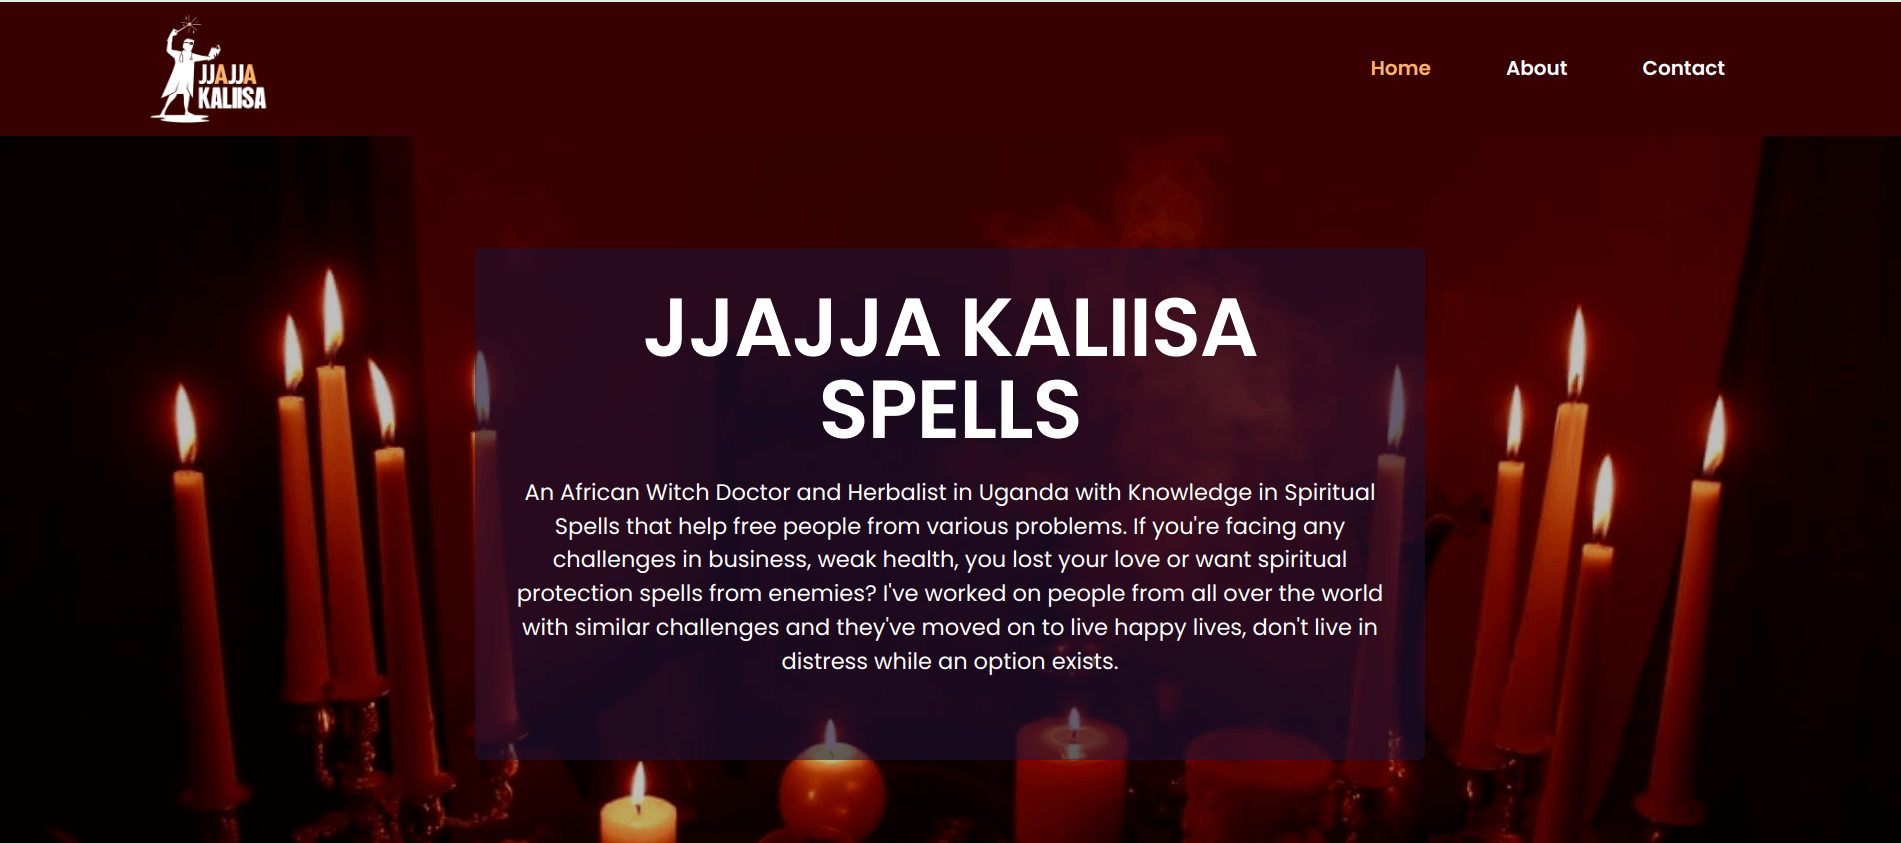 JJAJJA
KALIISA
Home About Contact
JJAJJA KALIISA
SPELLS
An African Witch Doctor and Herbalist in Uganda with Knowledge in Spiritual
Spells that help free people from various problems. If you're facing any
challenges in business, weak health, you lost your love or want spiritual
protection spells from enemies? I've worked on people from all over the world
with similar challenges and they've moved on to live happy lives, don't live in
distress while an option exists.